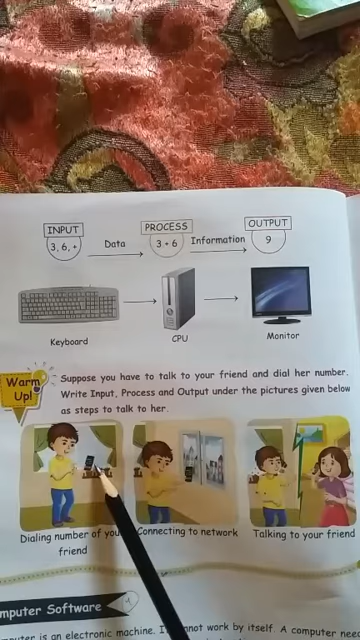 INPUT PROCESS OUTPUT
3, 6, + Data 3 + 6 Information 9
Keyboard CPU Monitor
Warm Up!
Suppose you have to talk to your friend and dial her number.
Write Input, Process and Output under the pictures given below
as steps to talk to her.
Dialing number of Connecting to network Talking to your friend
friend
mputer Software
mputer is an electronic machine. not work by itself. A computer nee